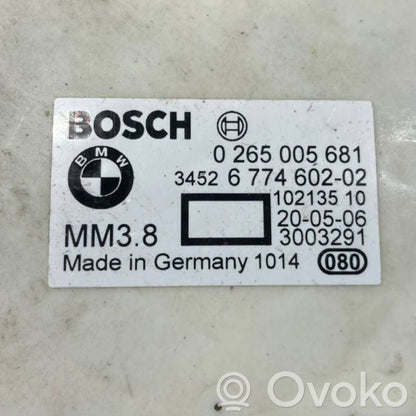 BOSCH
BMW
0 265 005 681
3452 6 774 602-02
102135 10
20-05-06
MM3.8
3003291
Made in Germany 1014
080
Ovoko